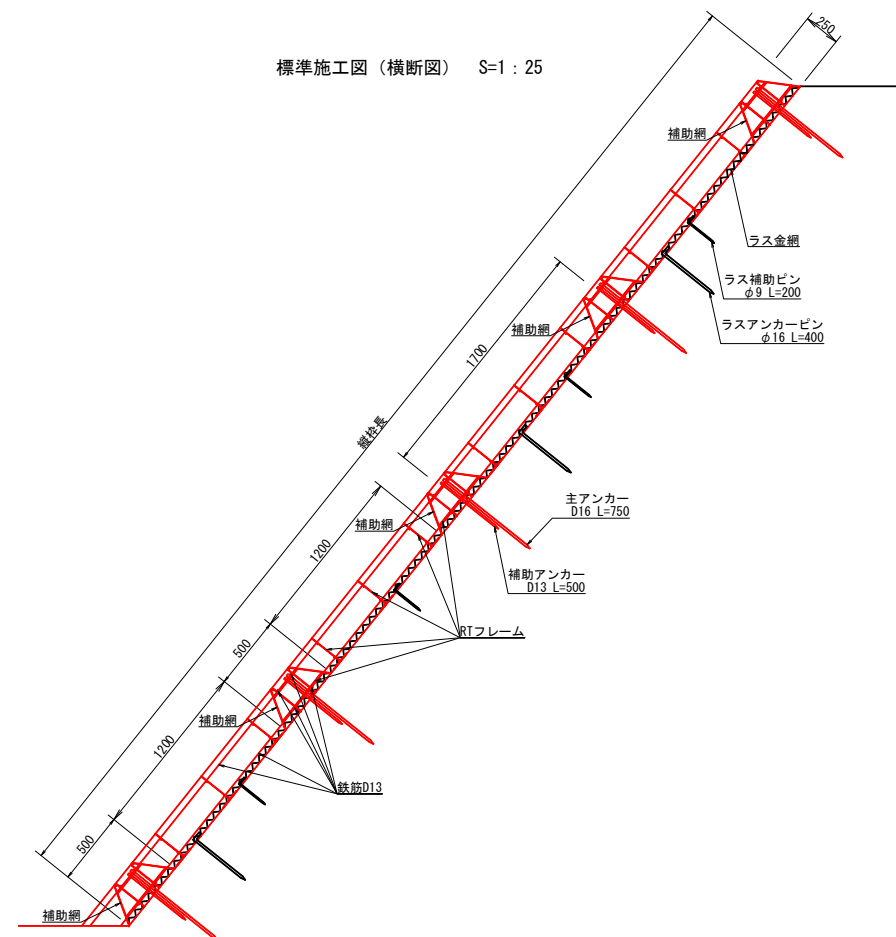 標準施工図（横断図）　S=1：25
250
補助網
ラス金網
ラス補助ピン
φ9 L=200
ラスアンカーピン
φ16 L=400
補助網
1700
縦枠長
主アンカー
D16 L=750
補助網
1200
補助アンカー
D13 L=500
RTフレーム
500
補助網
1200
鉄筋D13
500
補助網